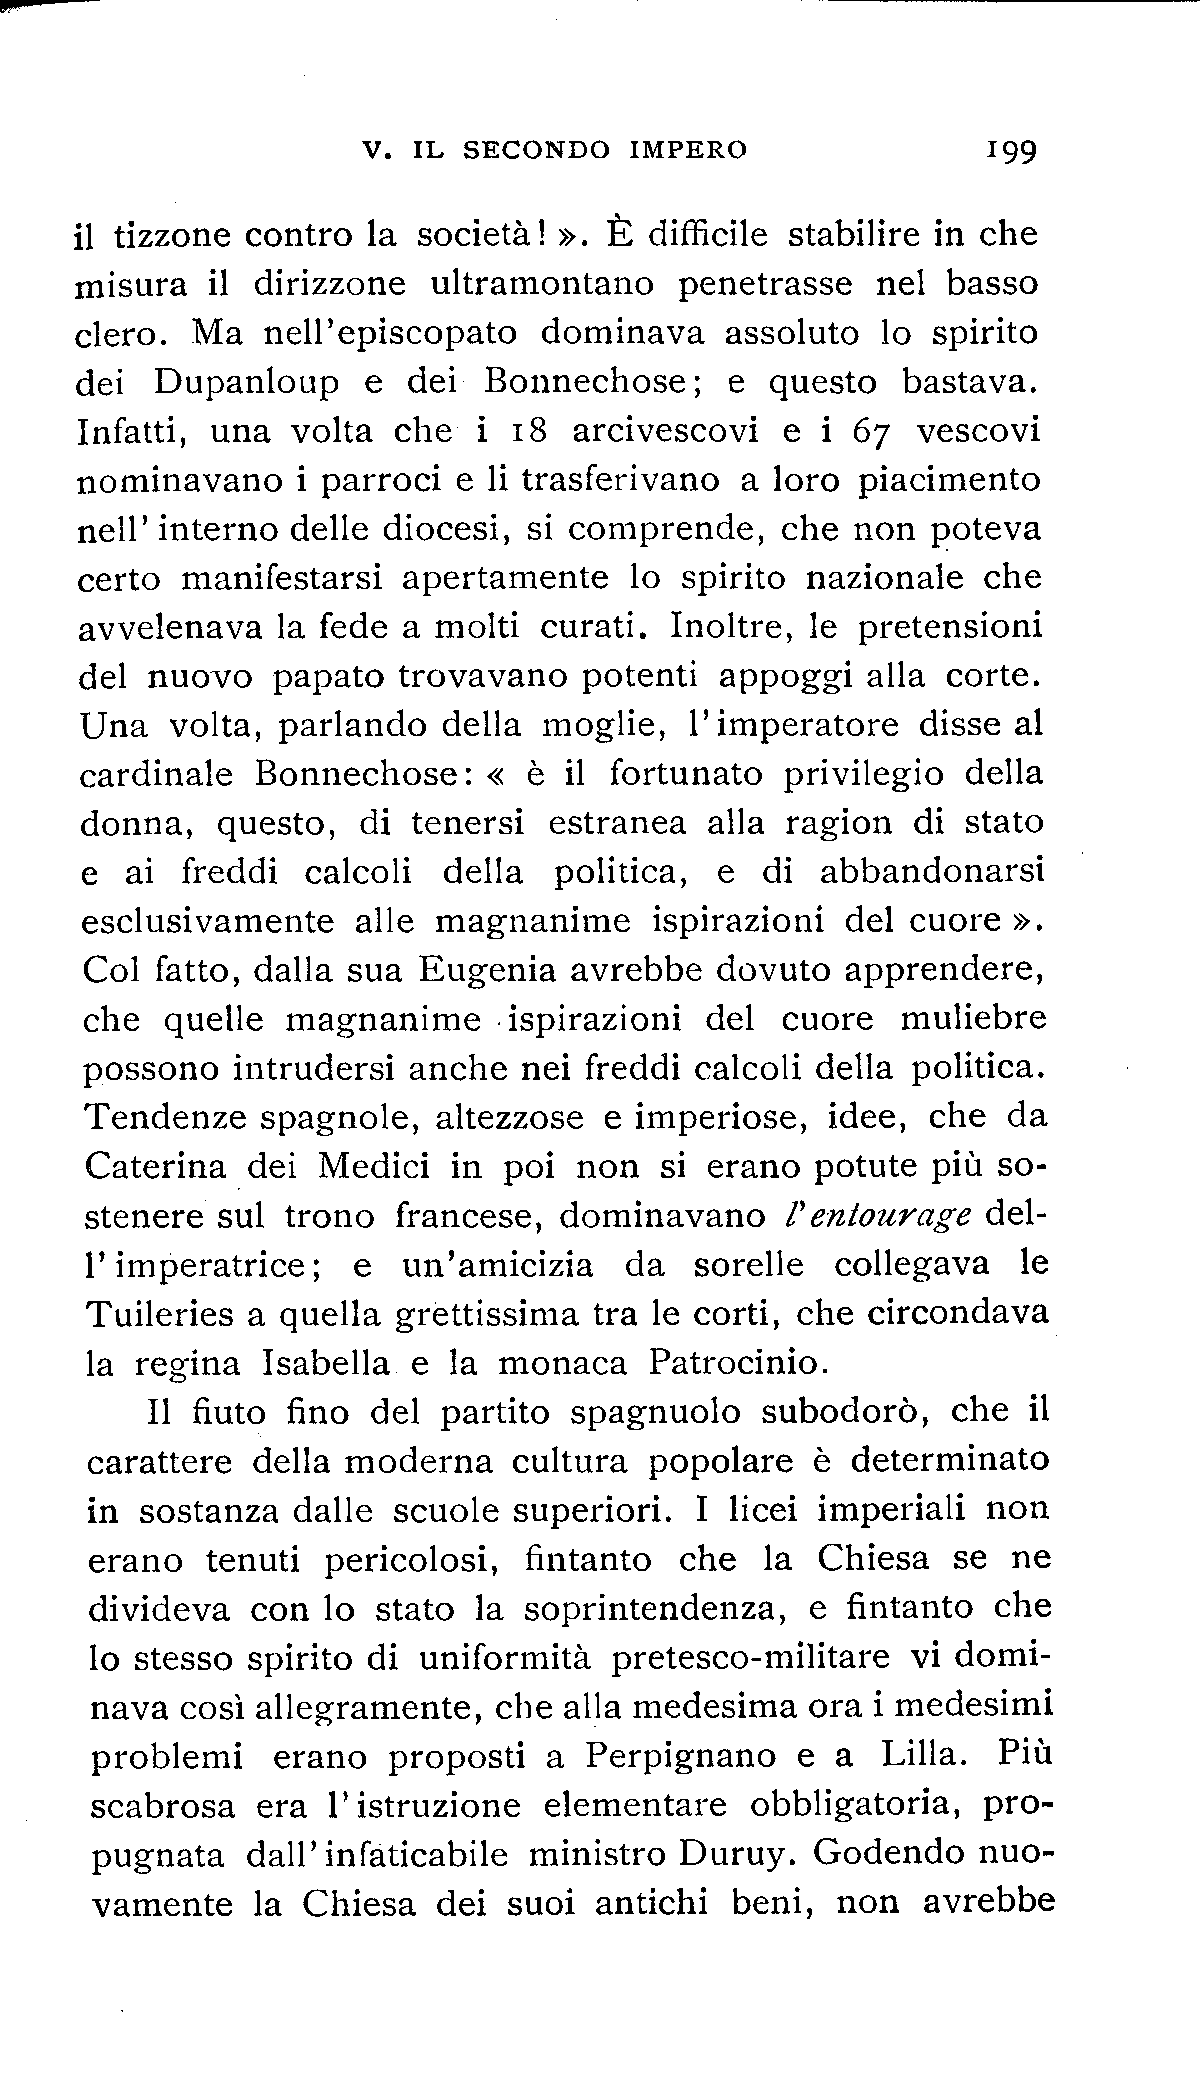 V. IL SECONDO IMPERO 199
il tizzone contro la società! ». È difficile stabilire in che
misura il dirizzone ultramontano penetrasse nel basso
clero. Ma nell'episcopato dominava assoluto lo spirito
dei Dupanloup e dei Bonnechose; e questo bastava.
Infatti, una volta che i 18 arcivescovi e i 67 vescovi
nominavano i parroci e li trasferivano a loro piacimento
nell' interno delle diocesi, si comprende, che non poteva
certo manifestarsi apertamente lo spirito nazionale che
avvelenava la fede a molti curati. Inoltre, le pretensioni
del nuovo papato trovavano potenti appoggi alla corte.
Una volta, parlando della moglie, l' imperatore disse al
cardinale Bonnechose: « è il fortunato privilegio della
donna, questo, di tenersi estranea alla ragion di stato
e ai freddi calcoli della politica, e di abbandonarsi
esclusivamente alle magnanime ispirazioni del cuore ».
Col fatto, dalla sua Eugenia avrebbe dovuto apprendere,
che quelle magnanime ispirazioni del cuore muliebre
possono intrudersi anche nei freddi calcoli della politica.
Tendenze spagnole, altezzose e imperiose, idee, che da
Caterina dei Medici in poi non si erano potute più so-
stenere sul trono francese, dominavano l'entourage del-
l' imperatrice; e un'amicizia da sorelle collegava le
Tuileries a quella grettissima tra le corti, che circondava
la regina Isabella e la monaca Patrocinio.
Il fiuto fino del partito spagnuolo subodorò, che il
carattere della moderna cultura popolare è determinato
in sostanza dalle scuole superiori. I licei imperiali non
erano tenuti pericolosi, fintanto che la Chiesa se ne
divideva con lo stato la soprintendenza, e fintanto che
lo stesso spirito di uniformità pretesco-militare vi domi-
nava così allegramente, che alla medesima ora i medesimi
problemi erano proposti a Perpignano e a Lilla. Più
scabrosa era l' istruzione elementare obbligatoria, pro-
pugnata dall' infaticabile ministro Duruy. Godendo nuo-
vamente la Chiesa dei suoi antichi beni, non avrebbe